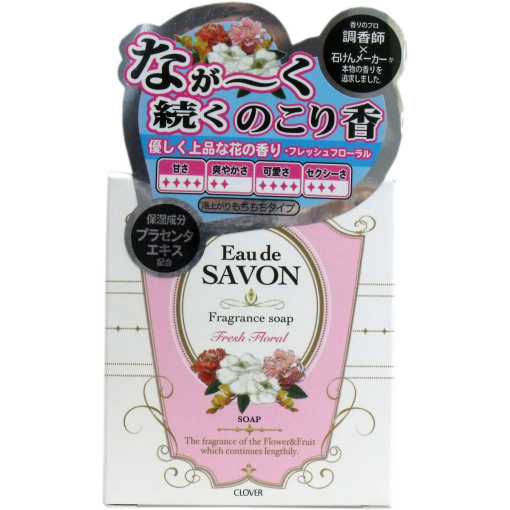 香りのプロ
調香師
×
石けんメーカーが
本物の香りを
追求しました.
なが〜く
続くのこり香
優しく上品な花の香り・フレッシュフローラル
甘さ
爽やかさ
可愛さ
セクシーさ
湯上がりもちもちタイプ
保湿成分
プラセンタ
エキス
配合
Eau de
SAVON
Fragrance soap
Fresh Floral
SOAP
The fragrance of the Flower&Fruit
which continues lengthily.
CLOVER